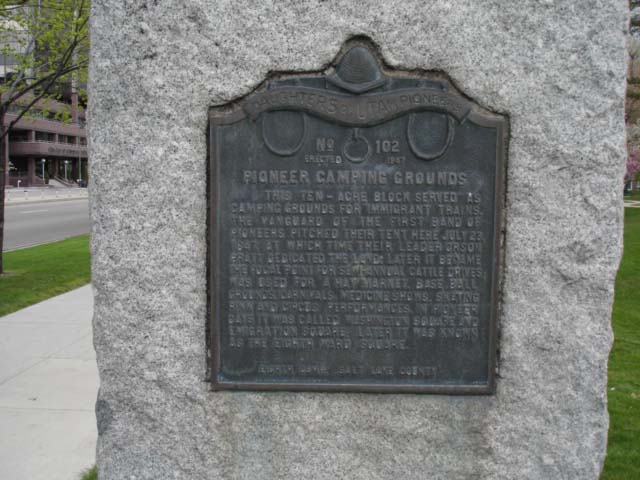 DAUGHTERS OF UTAH PIONEERS
No 102
ERECTED 1947
PIONEER CAMPING GROUNDS
THIS TEN - ACRE BLOCK SERVED AS
CAMPING GROUNDS FOR IMMIGRANT TRAINS.
THE VANGUARD OF THE FIRST BAND OF
PIONEERS PITCHED THEIR TENT HERE JULY 22,
1847, AT WHICH TIME THEIR LEADER ORSON
PRATT DEDICATED THE LAND. LATER IT BECAME
THE FOCAL POINT FOR SEMI-ANNUAL CATTLE DRIVES,
WAS USED FOR A HAY MARKET, BASE BALL
GROUNDS, CARNIVALS, MEDICINE SHOWS, SKATING
RINK AND CIRCUS PERFORMANCES. IN PIONEER
DAYS IT WAS CALLED WASHINGTON SQUARE AND
EMIGRATION SQUARE. LATER IT WAS KNOWN
AS THE EIGHTH WARD SQUARE.
EIGHTH CAMP, SALT LAKE COUNTY